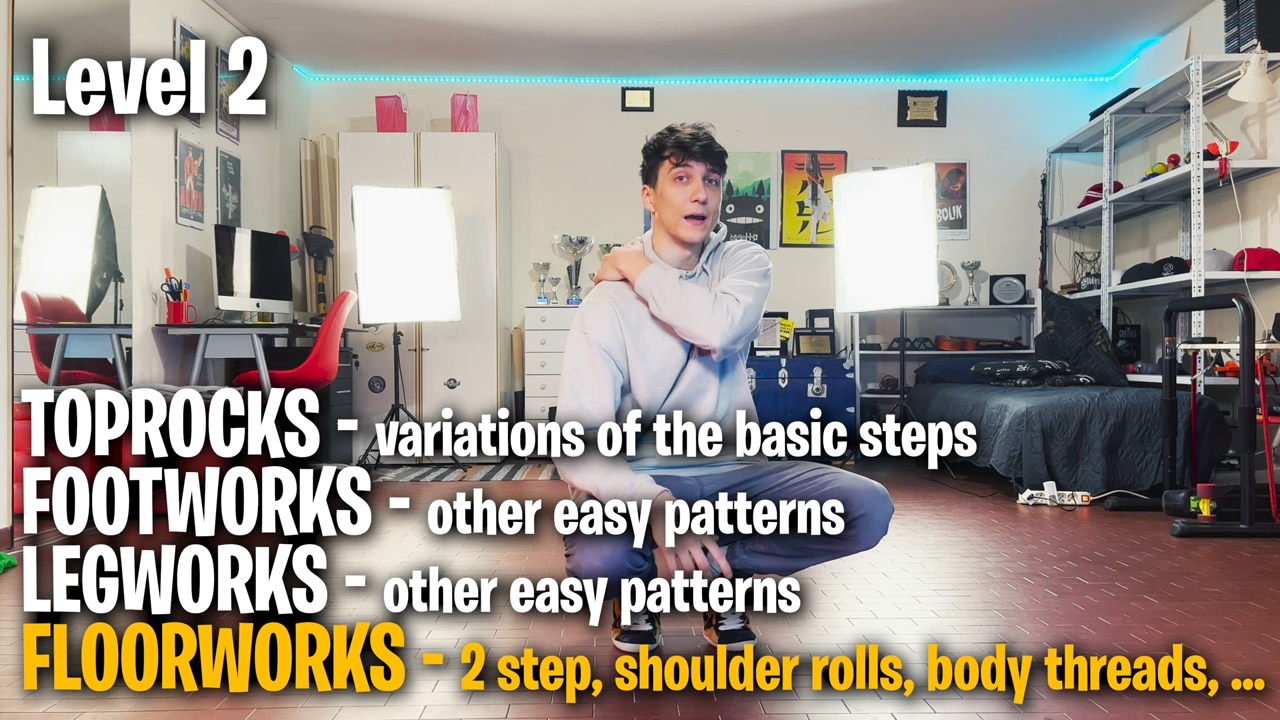 Level 2
BOLIK
TOPROCKS - variations of the basic steps
FOOTWORKS - other easy patterns
LEGWORKS - other easy patterns
FLOORWORKS - 2 step, shoulder rolls, body threads, ...